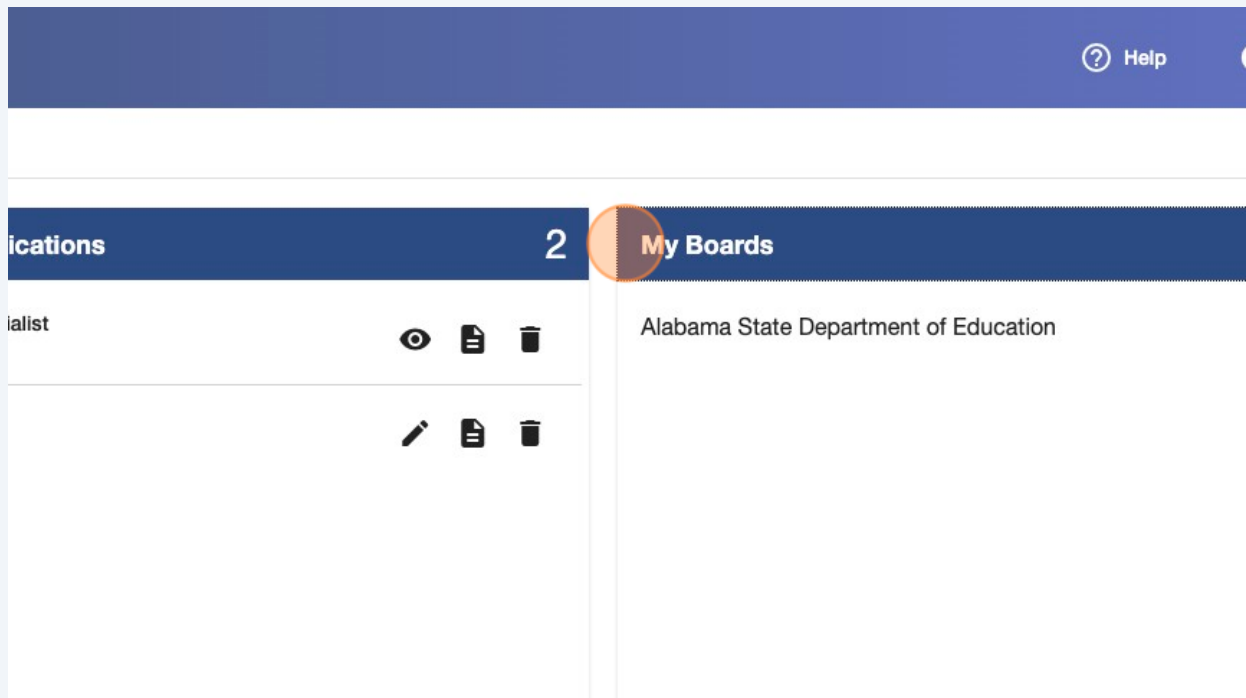 Help
ications 2
ialist
My Boards
Alabama State Department of Education